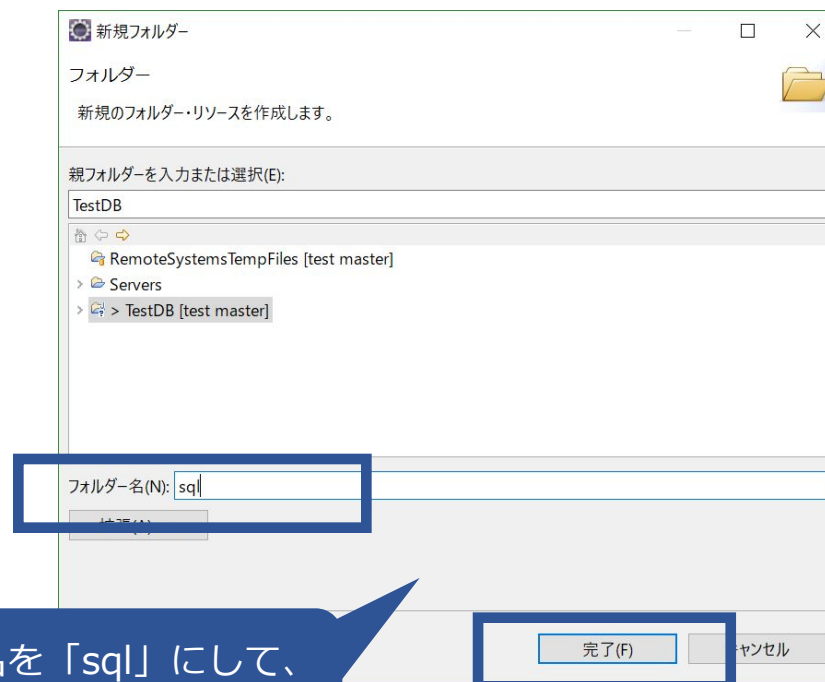 新規フォルダー
フォルダー
新規のフォルダー・リソースを作成します。
親フォルダーを入力または選択(E):
TestDB
RemoteSystemsTempFiles [test master]
> Servers
> > TestDB [test master]
フォルダー名(N): sql
を「sql」にして、
完了(F)
ャンセル